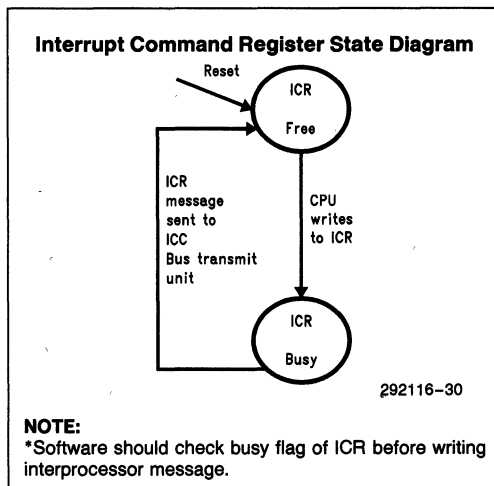 Interrupt Command Register State Diagram
Reset
ICR
Free
ICR
message
sent to
ICC
Bus transmit
unit
CPU
writes
to ICR
ICR
Busy
292116–30
NOTE:
*Software should check busy flag of ICR before writing
interprocessor message.